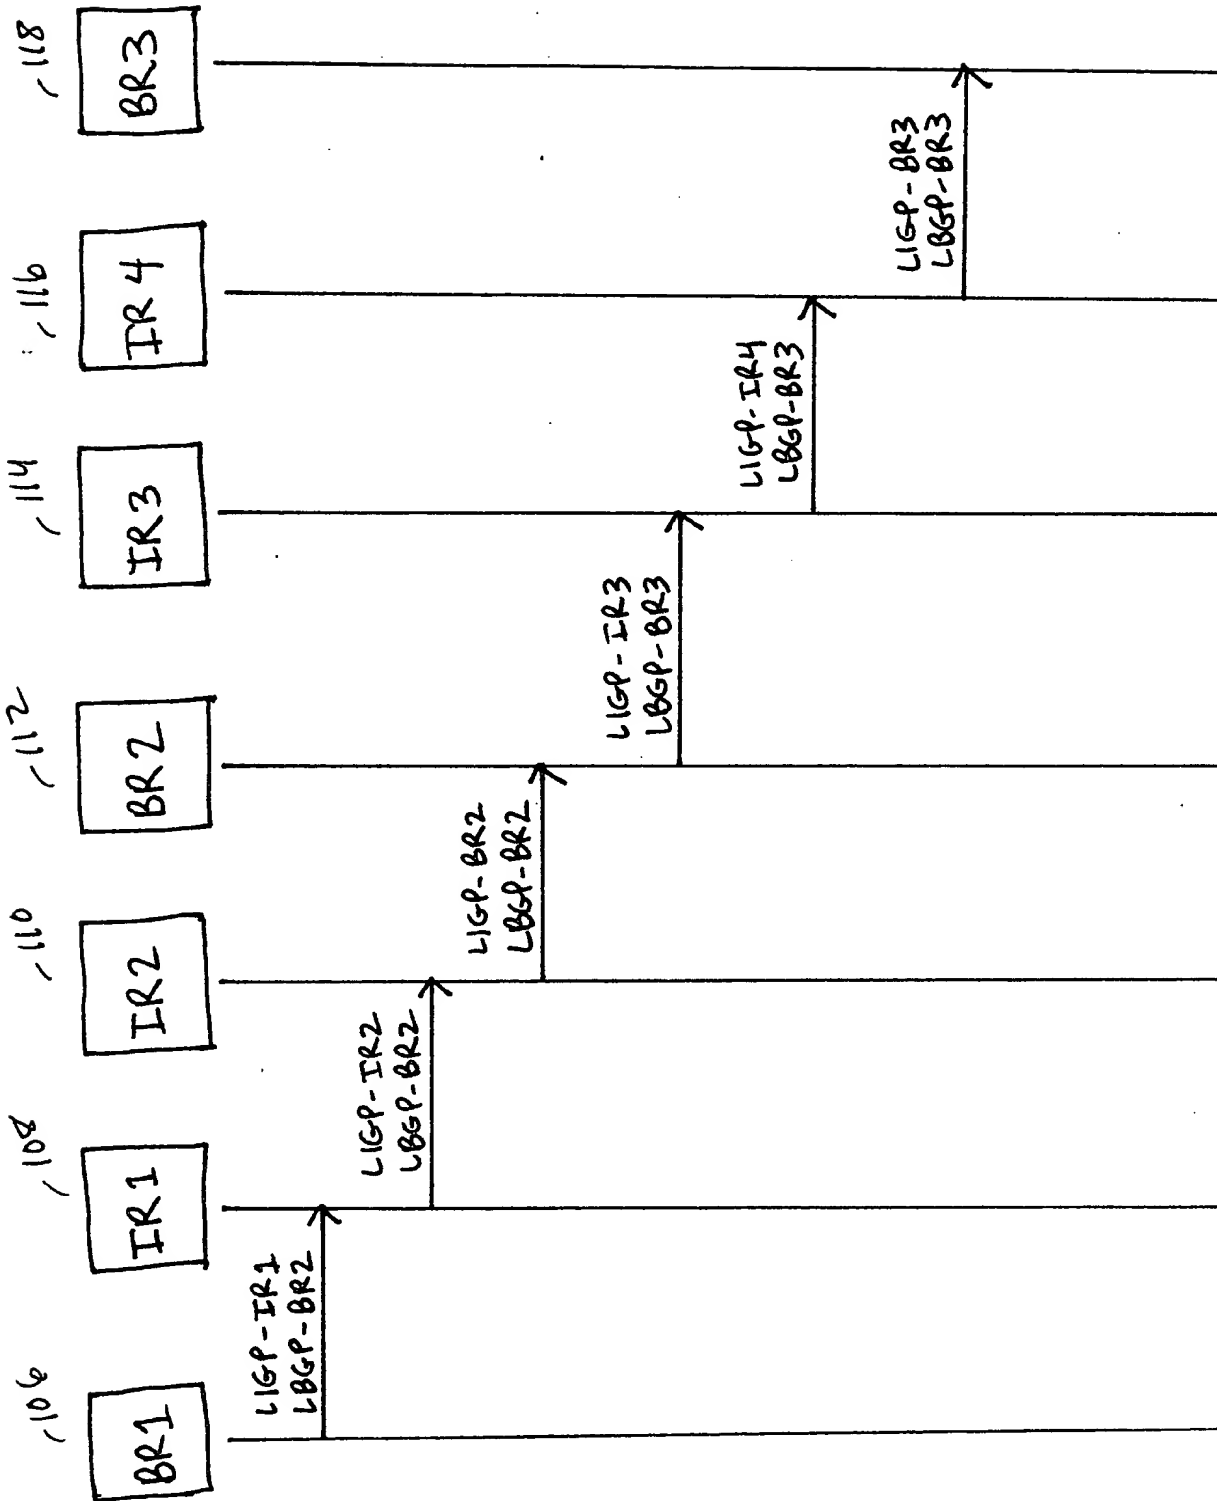 106
108
110
112
114
116
118
BR1
IR1
IR2
BR2
IR3
IR4
BR3
LIGP-IR1
LBGP-BR2
LIGP-IR2
LBGP-BR2
LIGP-BR2
LBGP-BR2
LIGP-IR3
LBGP-BR3
LIGP-IR4
LBGP-BR3
LIGP-BR3
LBGP-BR3